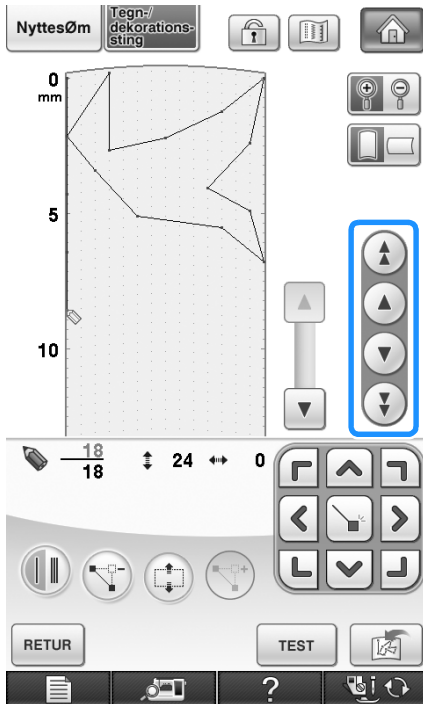 NyttesØm
Tegn-/
dekorations-
sting
0
mm
5
10
18
18
24
0
RETUR
TEST
?